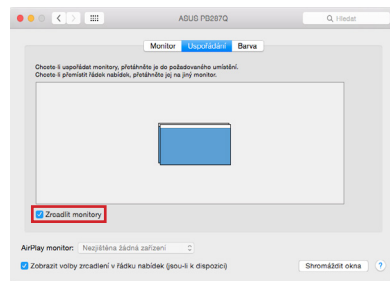 ASUS PB287Q
Hledat
Monitor Uspořádání Barva
Chcete-li uspořádat monitory, přetáhněte je do požadovaného umístění.
Chcete-li přemístit řádek nabídek, přetáhněte jej na jiný monitor.
Zrcadlit monitory
AirPlay monitor: Nezjištěna žádná zařízení
Zobrazit volby zrcadlení v řádku nabídek (jsou-li k dispozici)
Shromáždit okna ?